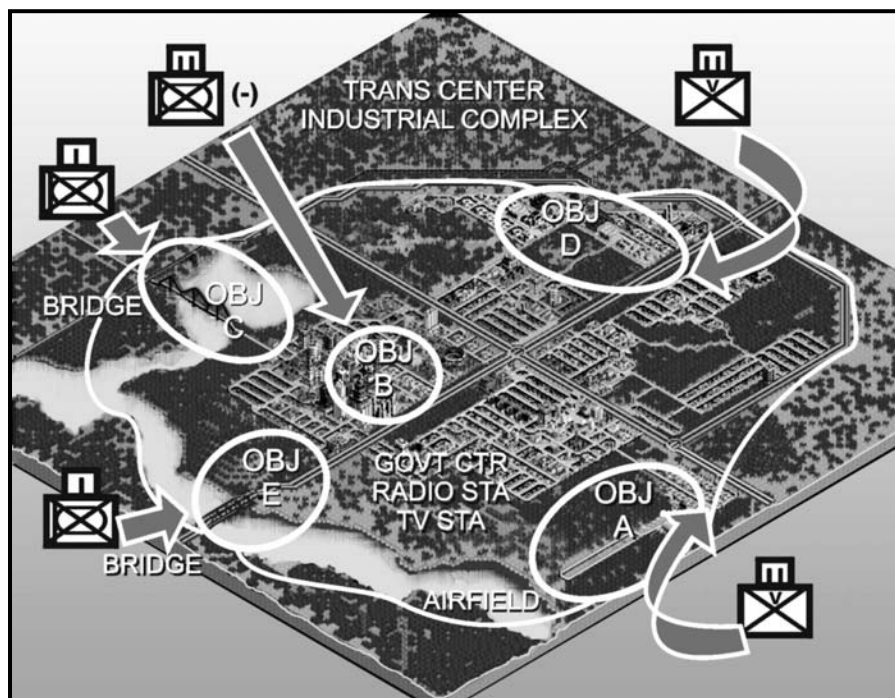 (-)
TRANS CENTER
INDUSTRIAL COMPLEX
V
OBJ
D
BRIDGE
OBJ
C
OBJ
B
OBJ
E
GOVT CTR
RADIO STA
TV STA
OBJ
A
BRIDGE
AIRFIELD
V